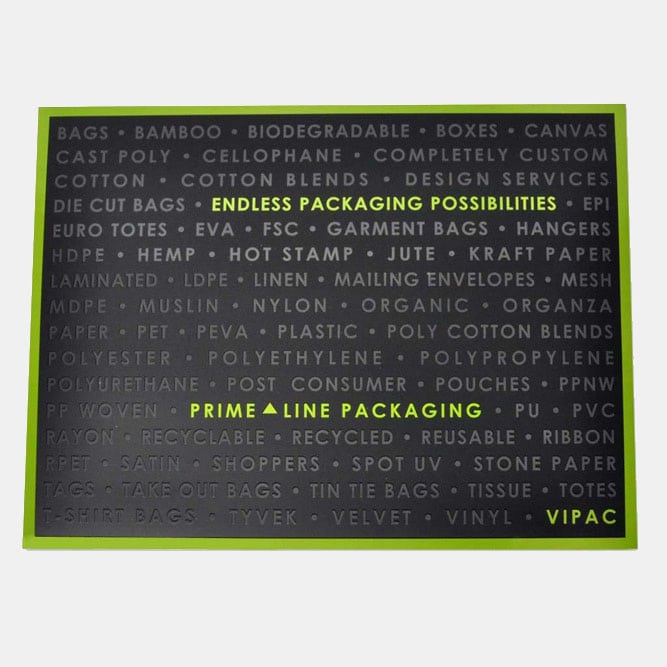 BAGS • BAMBOO • BIODEGRADABLE • BOXES • CANVAS
CAST POLY • CELLOPHANE • COMPLETELY CUSTOM
COTTON • COTTON BLENDS • DESIGN SERVICES
DIE CUT BAGS • ENDLESS PACKAGING POSSIBILITIES • EPI
EURO TOTES • EVA • FSC • GARMENT BAGS • HANGERS
HDPE • HEMP • HOT STAMP • JUTE • KRAFT PAPER
LAMINATED • LDPE • LINEN • MAILING ENVELOPES • MESH
MDPE • MUSLIN • NYLON • ORGANIC • ORGANZA
PAPER • PET • PEVA • PLASTIC • POLY COTTON BLENDS
POLYESTER • POLYETHYLENE • POLYPROPYLENE
POLYURETHANE • POST CONSUMER • POUCHES • PPNW
PP WOVEN • PRIME▲LINE PACKAGING • PU • PVC
RAYON • RECYCLABLE • RECYCLED • REUSABLE • RIBBON
RPET • SATIN • SHOPPERS • SPOT UV • STONE PAPER
TAGS • TAKE OUT BAGS • TIN TIE BAGS • TISSUE • TOTES
T-SHIRT BAGS • TYVEK • VELVET • VINYL • VIPAC